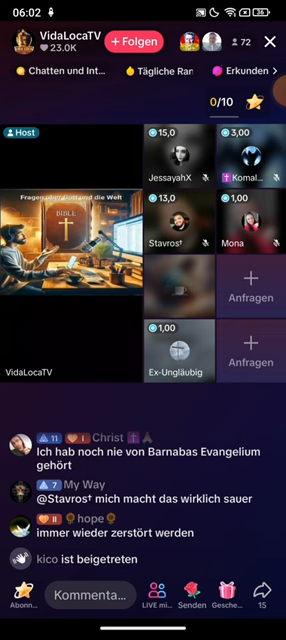 06:02
36
VidaLocaTV
23.0K
+ Folgen
72
Chatten und Int...
Tägliche Ran
Erkunden
0/10
Host
15,0
JessayahX
3,00
Komal...
Fragen über Gott und die Welt
BIBLE
13,0
Stavros†
1,00
Mona
Anfragen
VidaLocaTV
1,00
Ex-Ungläubig
Anfragen
11 I Christ
Ich hab noch nie von Barnabas Evangelium
gehört
7 My Way
@Stavros† mich macht das wirklich sauer
II hope
immer wieder zerstört werden
kico ist beigetreten
Abonn...
Kommenta...
LIVE mi...
Senden
Gesche...
15